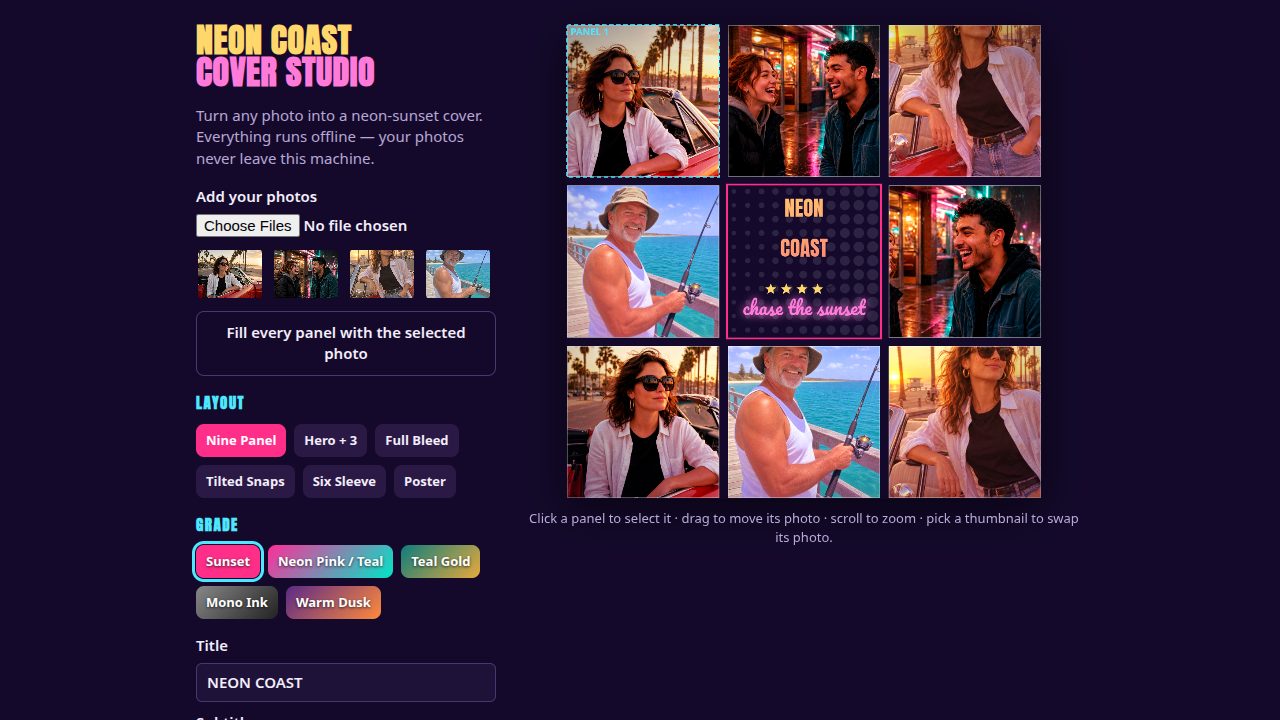 NEON COAST
COVER STUDIO
Turn any photo into a neon-sunset cover.
Everything runs offline — your photos
never leave this machine.
Add your photos
Choose Files No file chosen
Fill every panel with the selected
photo
LAYOUT
Nine Panel
Hero + 3
Full Bleed
Tilted Snaps
Six Sleeve
Poster
GRADE
Sunset
Neon Pink / Teal
Teal Gold
Mono Ink
Warm Dusk
Title
NEON COAST
PANEL 1
NEON
COAST
★★★★
chase the sunset
Click a panel to select it · drag to move its photo · scroll to zoom · pick a thumbnail to swap
its photo.